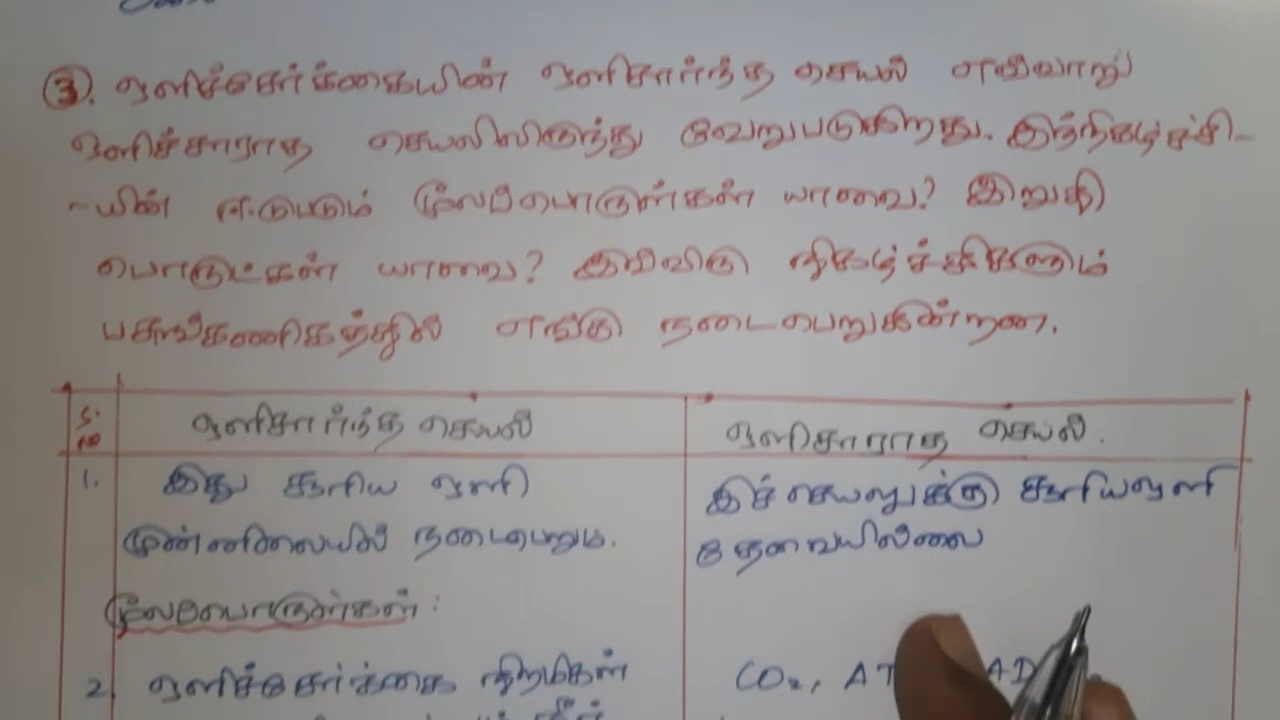 3. ஒளிச்சேர்க்கையின் ஒளிசார்ந்த செயல் எவ்வாறு
ஒளிச்சாராத செயலிலிருந்து வேறுபடுகிறது. இந்நிகழ்ச்சி-
-யின் ஈடுபடும் மூலப்பொருள்கள் யாவை? இறுதி
பொருட்கள் யாவை? இவ்விரு நிகழ்ச்சிகளும்
பசுங்கணிகத்தில் எங்கு நடைபெறுகின்றன.
S.No ஒளிசார்ந்த செயல் ஒளிசாராத செயல்.
1. இது சூரிய ஒளி இச்செயலுக்கு சூரியஒளி
முன்னிலையில் நடைபெறும். தேவையில்லை
மூலப்பொருள்கள்:
2. ஒளிச்சேர்க்கை நிறமிகள் CO₂,